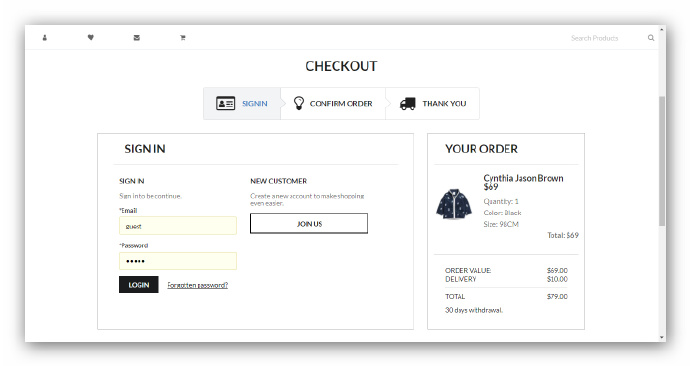 Search Products
CHECKOUT
SIGNIN
CONFIRM ORDER
THANK YOU
SIGN IN
SIGN IN
Sign into be continue.
*Email
guest
*Password
•••••
LOGIN
Forgotten password?
NEW CUSTOMER
Create a new account to make shopping
even easier.
JOIN US
YOUR ORDER
Cynthia Jason Brown
$69
Quantity: 1
Color: Black
Size: 98CM
Total: $69
ORDER VALUE $69.00
DELIVERY $10.00
TOTAL $79.00
30 days withdrawal.